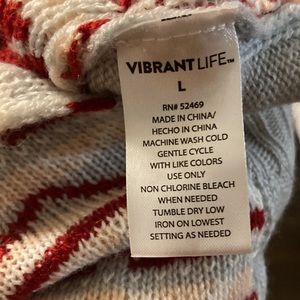 VIBRANT LIFE™
L
RN# 52469
MADE IN CHINA/
HECHO IN CHINA
MACHINE WASH COLD
GENTLE CYCLE
WITH LIKE COLORS
USE ONLY
NON CHLORINE BLEACH
WHEN NEEDED
TUMBLE DRY LOW
IRON ON LOWEST
SETTING AS NEEDED